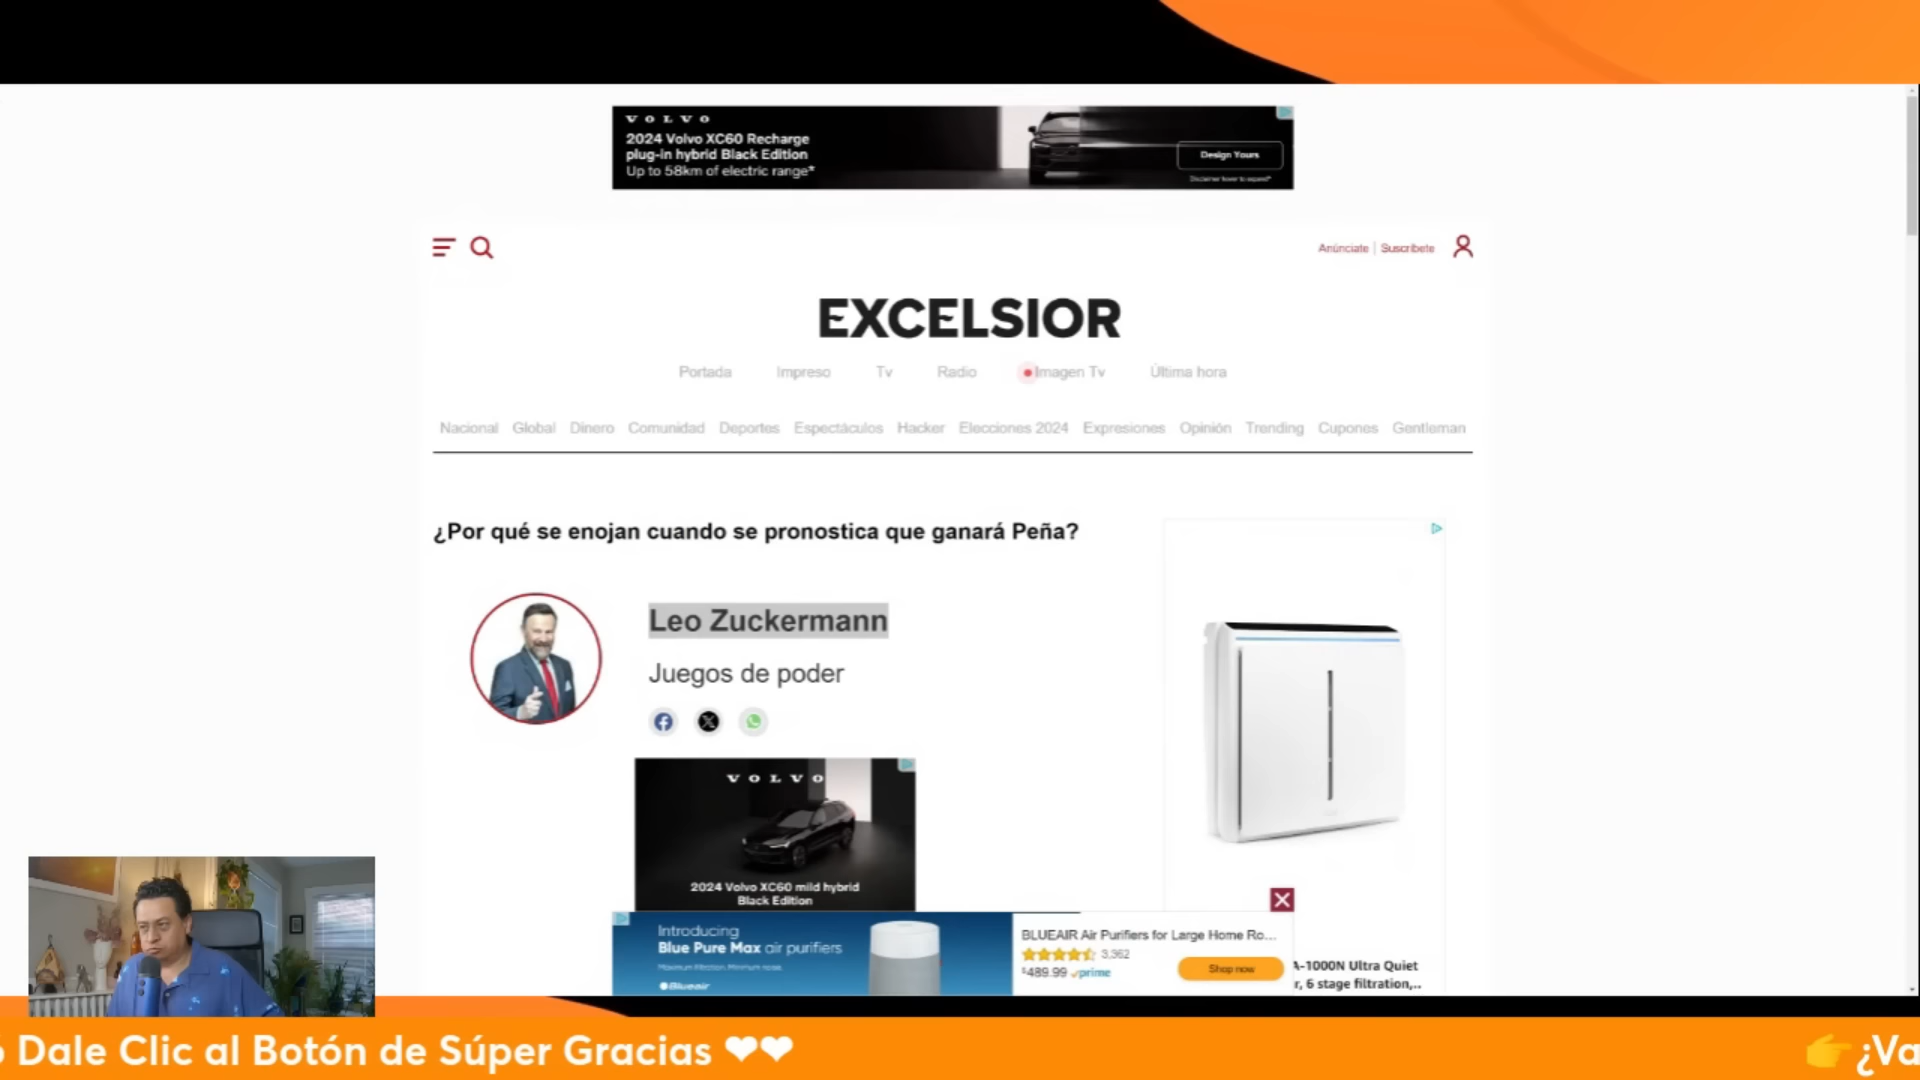 VOLVO
2024 Volvo XC60 Recharge
plug-in hybrid Black Edition
Up to 58km of electric range*
Design Yours
Anúnciate | Suscríbete
EXCELSIOR
Portada Impreso Tv Radio Imagen Tv Última hora
Nacional Global Dinero Comunidad Deportes Espectáculos Hacker Elecciones 2024 Expresiones Opinión Trending Cupones Gentleman
¿Por qué se enojan cuando se pronostica que ganará Peña?
Leo Zuckermann
Juegos de poder
VOLVO
2024 Volvo XC60 mild hybrid
Black Edition
Introducing
Blue Pure Max air purifiers
Maximum filtration. Minimum noise.
Blueair
BLUEAIR Air Purifiers for Large Home Ro...
3,362
$489.99 prime
Shop now
A-1000N Ultra Quiet
r, 6 stage filtration,...
Dale Clic al Botón de Súper Gracias ❤❤
👉 ¿Va